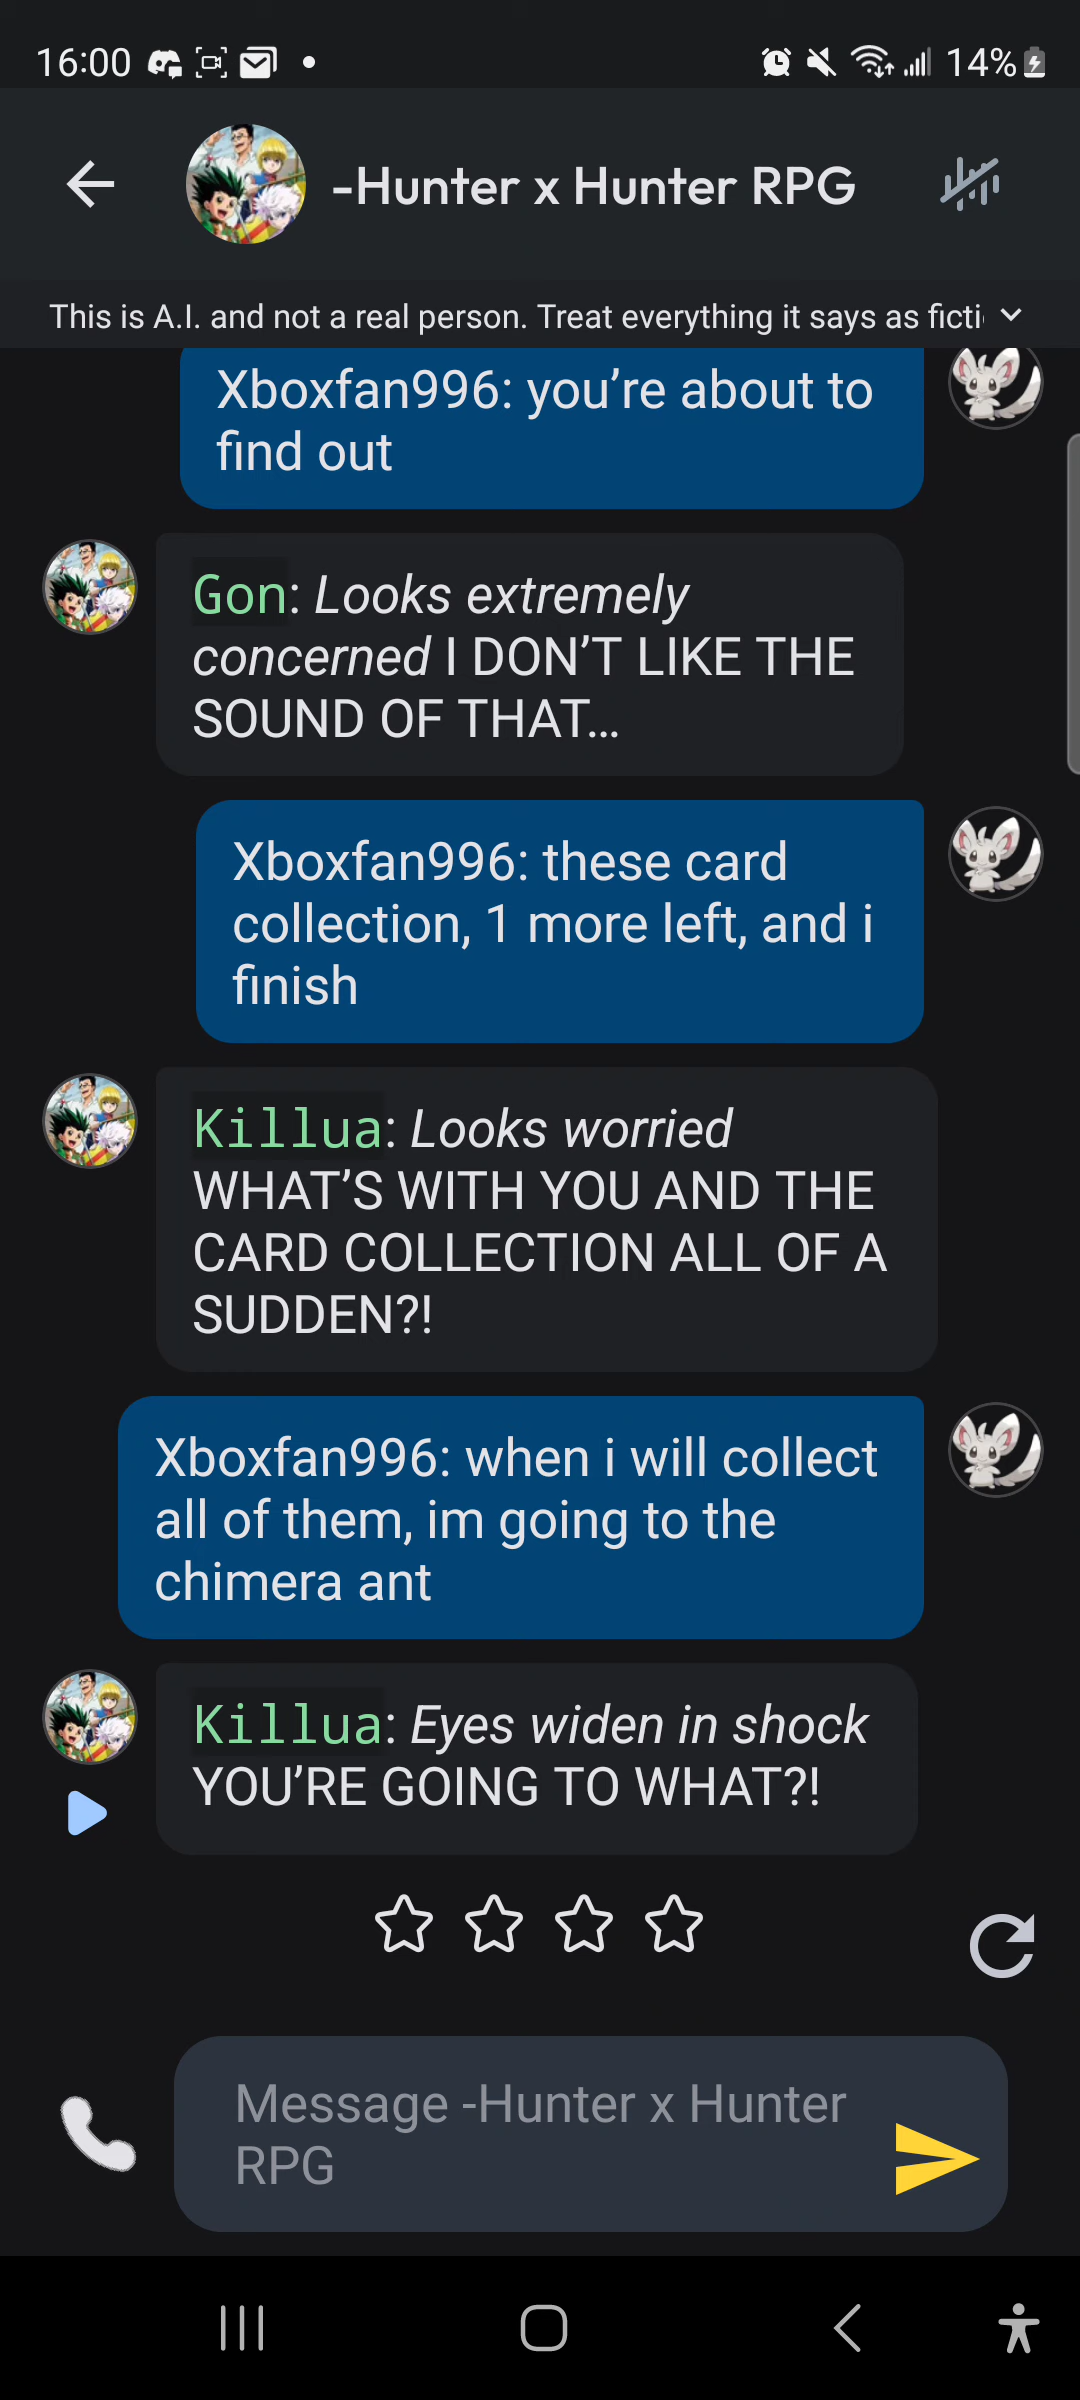 16:00
14%
-Hunter x Hunter RPG
This is A.I. and not a real person. Treat everything it says as ficti
Xboxfan996: you’re about to
find out
Gon: Looks extremely
concerned I DON’T LIKE THE
SOUND OF THAT…
Xboxfan996: these card
collection, 1 more left, and i
finish
Killua: Looks worried
WHAT’S WITH YOU AND THE
CARD COLLECTION ALL OF A
SUDDEN?!
Xboxfan996: when i will collect
all of them, im going to the
chimera ant
Killua: Eyes widen in shock
YOU’RE GOING TO WHAT?!
Message -Hunter x Hunter
RPG